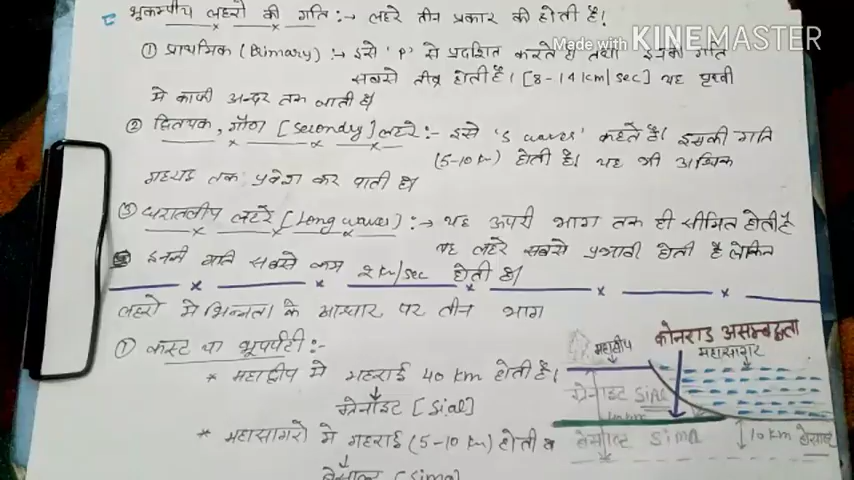 भूकम्पीय लहरो की गति :→ लहरे तीन प्रकार की होती है।
① प्राथमिक (Primary) :→ इसे 'P' से प्रदर्शित करते है तथा इनकी गति
सबसे तीव्र होती है। [8-14 km/sec] यह पृथ्वी
मे काफी अन्दर तक जाती है।
② द्वितीयक, गौण [Secondry] लहरे :- इसे 'S waves' कहते है। इसकी गति
(5-10 km) होती है। यह भी अधिक
गहराइ तक प्रवेश कर पाती है।
③ धरातलीय लहरे [Long waves] :→ यह ऊपरी भाग तक ही सीमित होती है
यह लहरे सबसे प्रभावी होती है लेकिन
इनकी गति सबसे कम 2 km/sec होती है।
लहरो मे भिन्नता के आधार पर तीन भाग
① क्रस्ट या भूपर्पटी :-
* महाद्वीप मे गहराई 40 km होती है।
ग्रेनाइट [Sial]
* महासागरो मे गहराई (5-10 km) होती है
बेसाल्ट [Sima]
कोनराड असम्बद्धता
महाद्वीप
महासागर
ग्रेनाइट Sial
बेसाल्ट Sima
10 km बेसाल्ट
Made with KINEMASTER